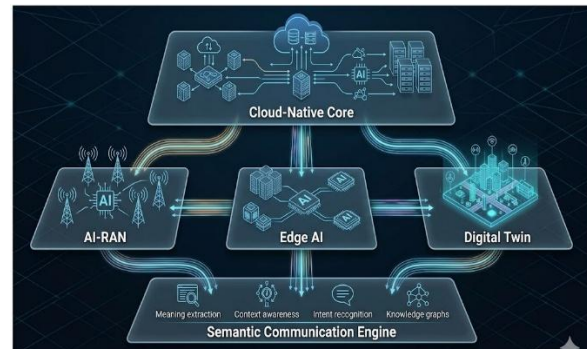 AI
Cloud-Native Core
AI
AI
AI
AI
AI-RAN
Edge AI
Digital Twin
Meaning extraction
Context awareness
Intent recognition
Knowledge graphs
Semantic Communication Engine